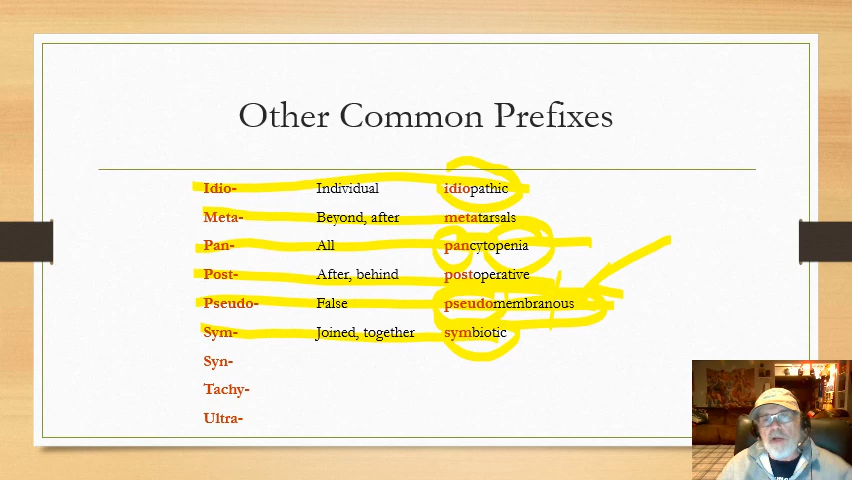 Other Common Prefixes
Idio- Individual idiopathic
Meta- Beyond, after metatarsals
Pan- All pancytopenia
Post- After, behind postoperative
Pseudo- False pseudomembranous
Sym- Joined, together symbiotic
Syn-
Tachy-
Ultra-